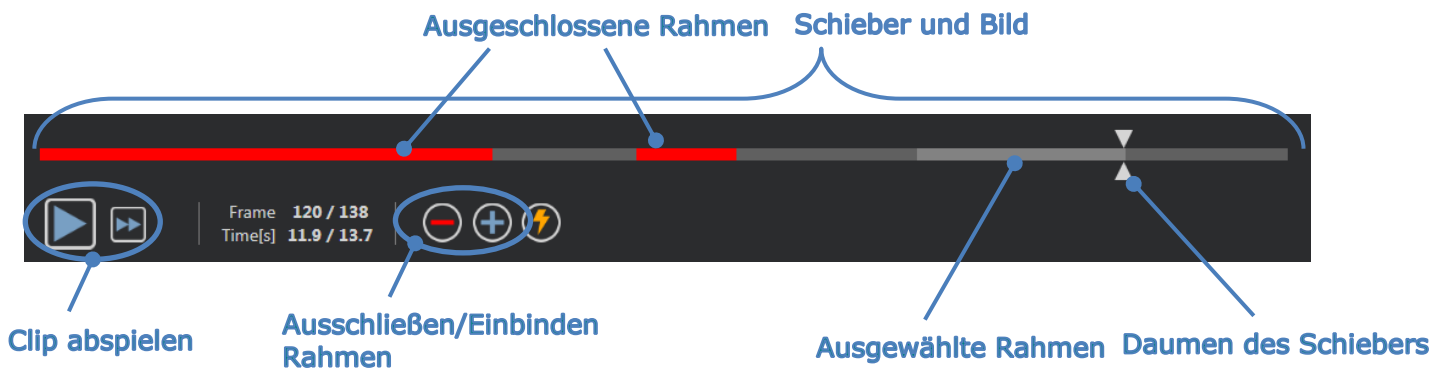 Ausgeschlossene Rahmen
Schieber und Bild
Frame 120 / 138
Time[s] 11.9 / 13.7
Clip abspielen
Ausschließen/Einbinden
Rahmen
Ausgewählte Rahmen
Daumen des Schiebers